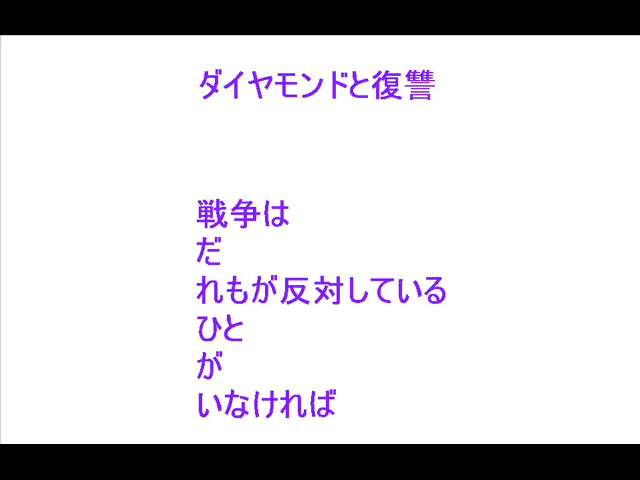 ダイヤモンドと復讐
戦争は
だ
れもが反対している
ひと
が
いなければ